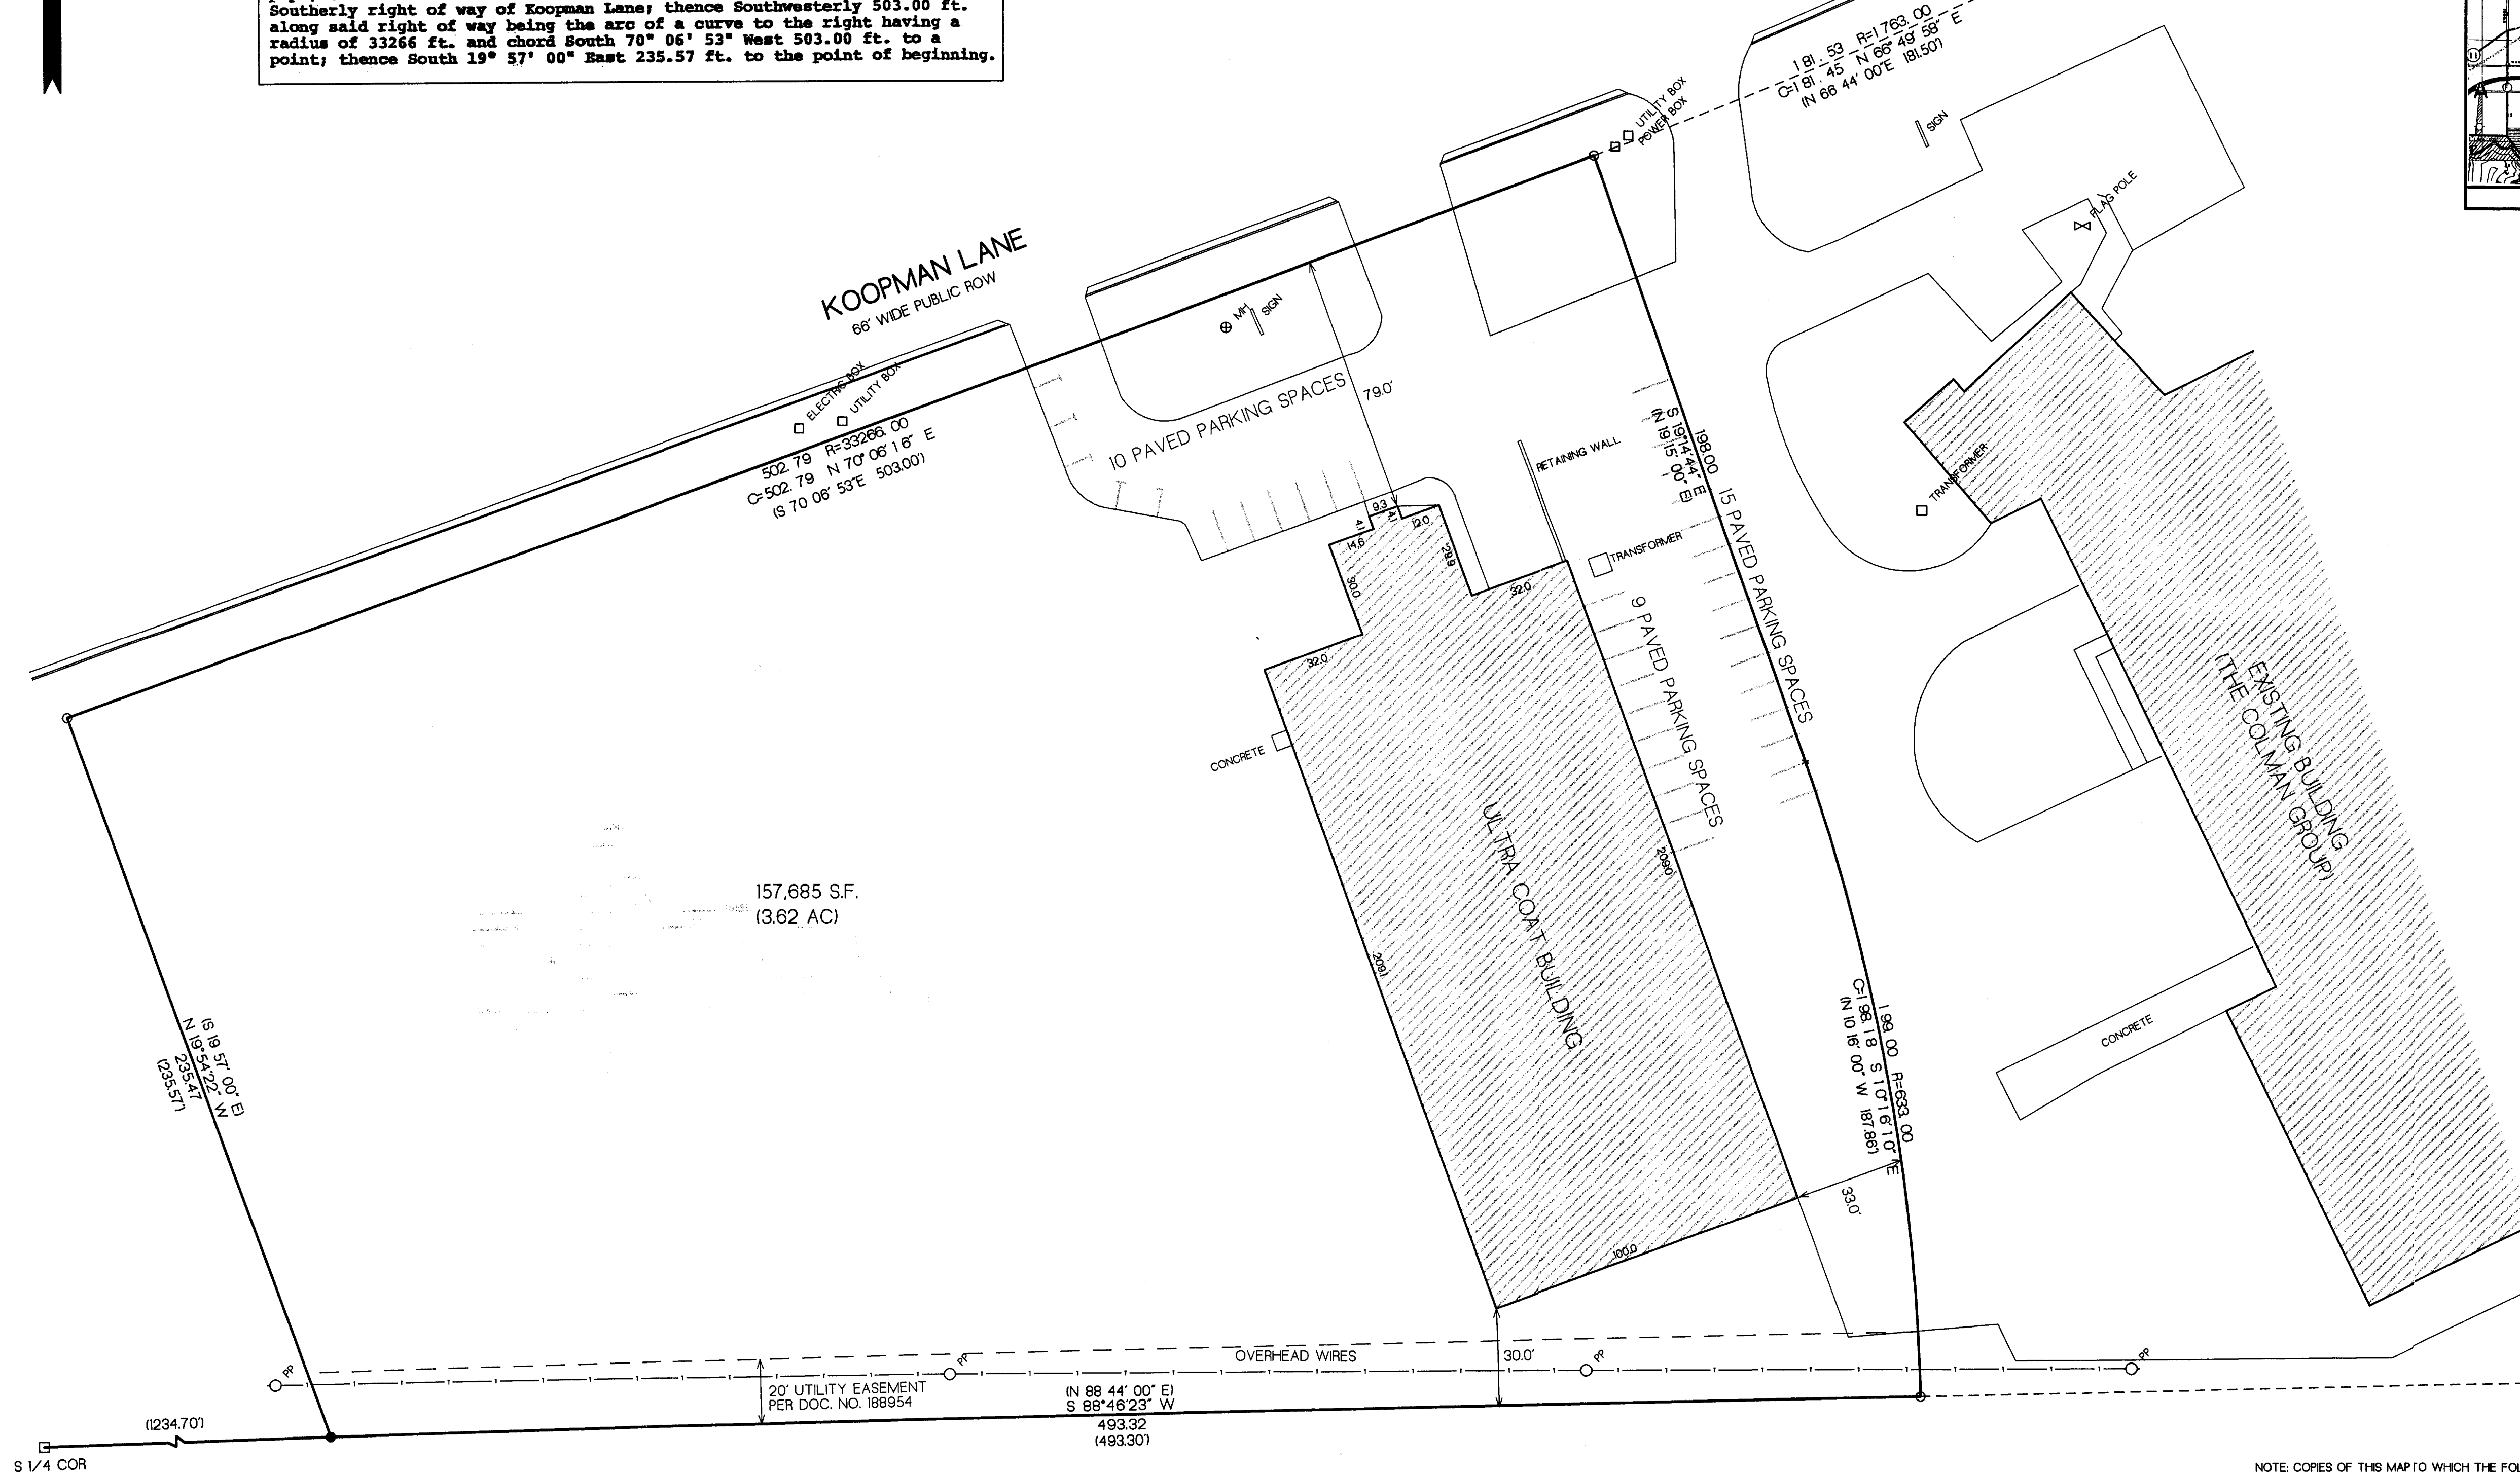 Southerly right of way of Koopman Lane; thence Southwesterly 503.00 ft.
along said right of way being the arc of a curve to the right having a
radius of 33266 ft. and chord South 70" 06' 53" West 503.00 ft. to a
point; thence South 19° 57' 00" East 235.57 ft. to the point of beginning.
181.53 R=1763.00
C=181.45 N 66° 49' 58" E
(N 66 44' 00"E 181.50')
UTILITY BOX
POWER BOX
SIGN
FLAG POLE
KOOPMAN LANE
66' WIDE PUBLIC ROW
MH
SIGN
ELECTRIC BOX
UTILITY BOX
502.79 R=33266.00
C=502.79 N 70° 06' 16" E
(S 70 06' 53"E 503.00')
10 PAVED PARKING SPACES
79.0'
198.00
S 19°14'44" E
(N 19 15' 00" E)
RETAINING WALL
TRANSFORMER
TRANSFORMER
15 PAVED PARKING SPACES
9 PAVED PARKING SPACES
9.3
4.1
4.1
12.0
14.6
29.9
30.0
32.0
32.0
CONCRETE
EXISTING BUILDING
(THE COLMAN GROUP)
ULTRA COAT BUILDING
209.0
209.1
100.0
157,685 S.F.
(3.62 AC)
199.00 R=633.00
C=198.18 S 10°16'10" E
(N 10 16' 00" W 187.86')
CONCRETE
33.0'
(S 19 57' 00" E)
N 19°54'22" W
235.47
(235.57')
PP
PP
PP
PP
OVERHEAD WIRES
30.0'
20' UTILITY EASEMENT
PER DOC. NO. 188954
(N 88 44' 00" E)
S 88°46'23" W
493.32
(493.30')
(1234.70')
S 1/4 COR
NOTE: COPIES OF THIS MAP TO WHICH THE FOL